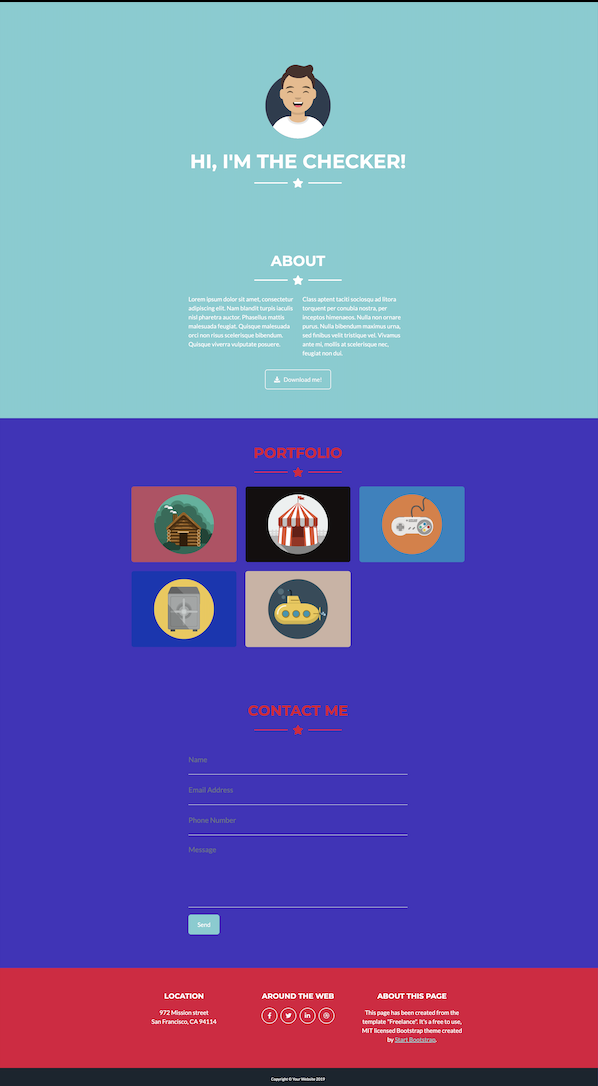 HI, I'M THE CHECKER!
ABOUT
Lorem ipsum dolor sit amet, consectetur
adipiscing elit. Nam blandit turpis iaculis
nisl pharetra auctor. Phasellus mattis
malesuada feugiat. Quisque malesuada
orci non risus scelerisque bibendum.
Quisque viverra vulputate posuere.
Class aptent taciti sociosqu ad litora
torquent per conubia nostra, per
inceptos himenaeos. Nulla non ornare
purus. Nulla bibendum maximus urna,
sed finibus velit tristique vel. Vivamus
ante mi, mollis at scelerisque nec,
feugiat non dui.
Download me!
PORTFOLIO
CONTACT ME
Name
Email Address
Phone Number
Message
Send
LOCATION
972 Mission street
San Francisco, CA 94114
AROUND THE WEB
ABOUT THIS PAGE
This page has been created from the
template "Freelance". It's a free to use,
MIT licensed Bootstrap theme created
by Start Bootstrap.
Copyright © Your Website 2019